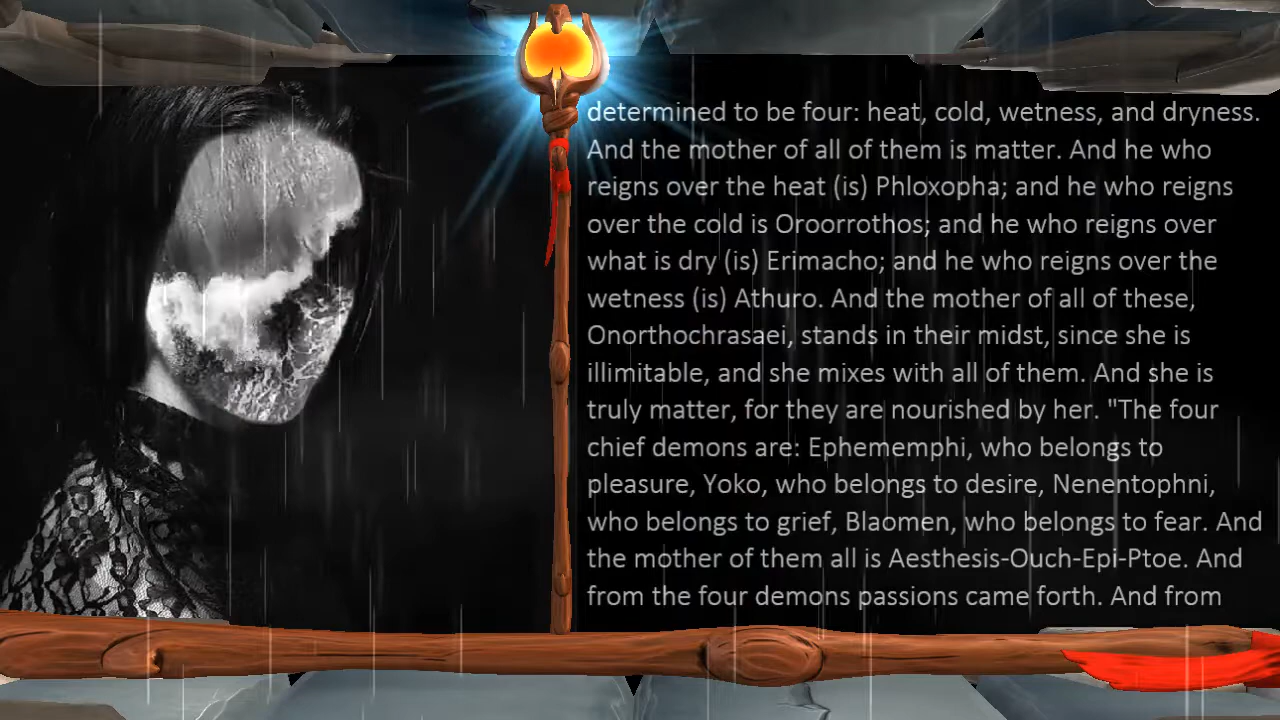 determined to be four: heat, cold, wetness, and dryness.
And the mother of all of them is matter. And he who
reigns over the heat (is) Phloxopha; and he who reigns
over the cold is Oroorrothos; and he who reigns over
what is dry (is) Erimacho; and he who reigns over the
wetness (is) Athuro. And the mother of all of these,
Onorthochrasaei, stands in their midst, since she is
illimitable, and she mixes with all of them. And she is
truly matter, for they are nourished by her. "The four
chief demons are: Ephememphi, who belongs to
pleasure, Yoko, who belongs to desire, Nenentophni,
who belongs to grief, Blaomen, who belongs to fear. And
the mother of them all is Aesthesis-Ouch-Epi-Ptoe. And
from the four demons passions came forth. And from